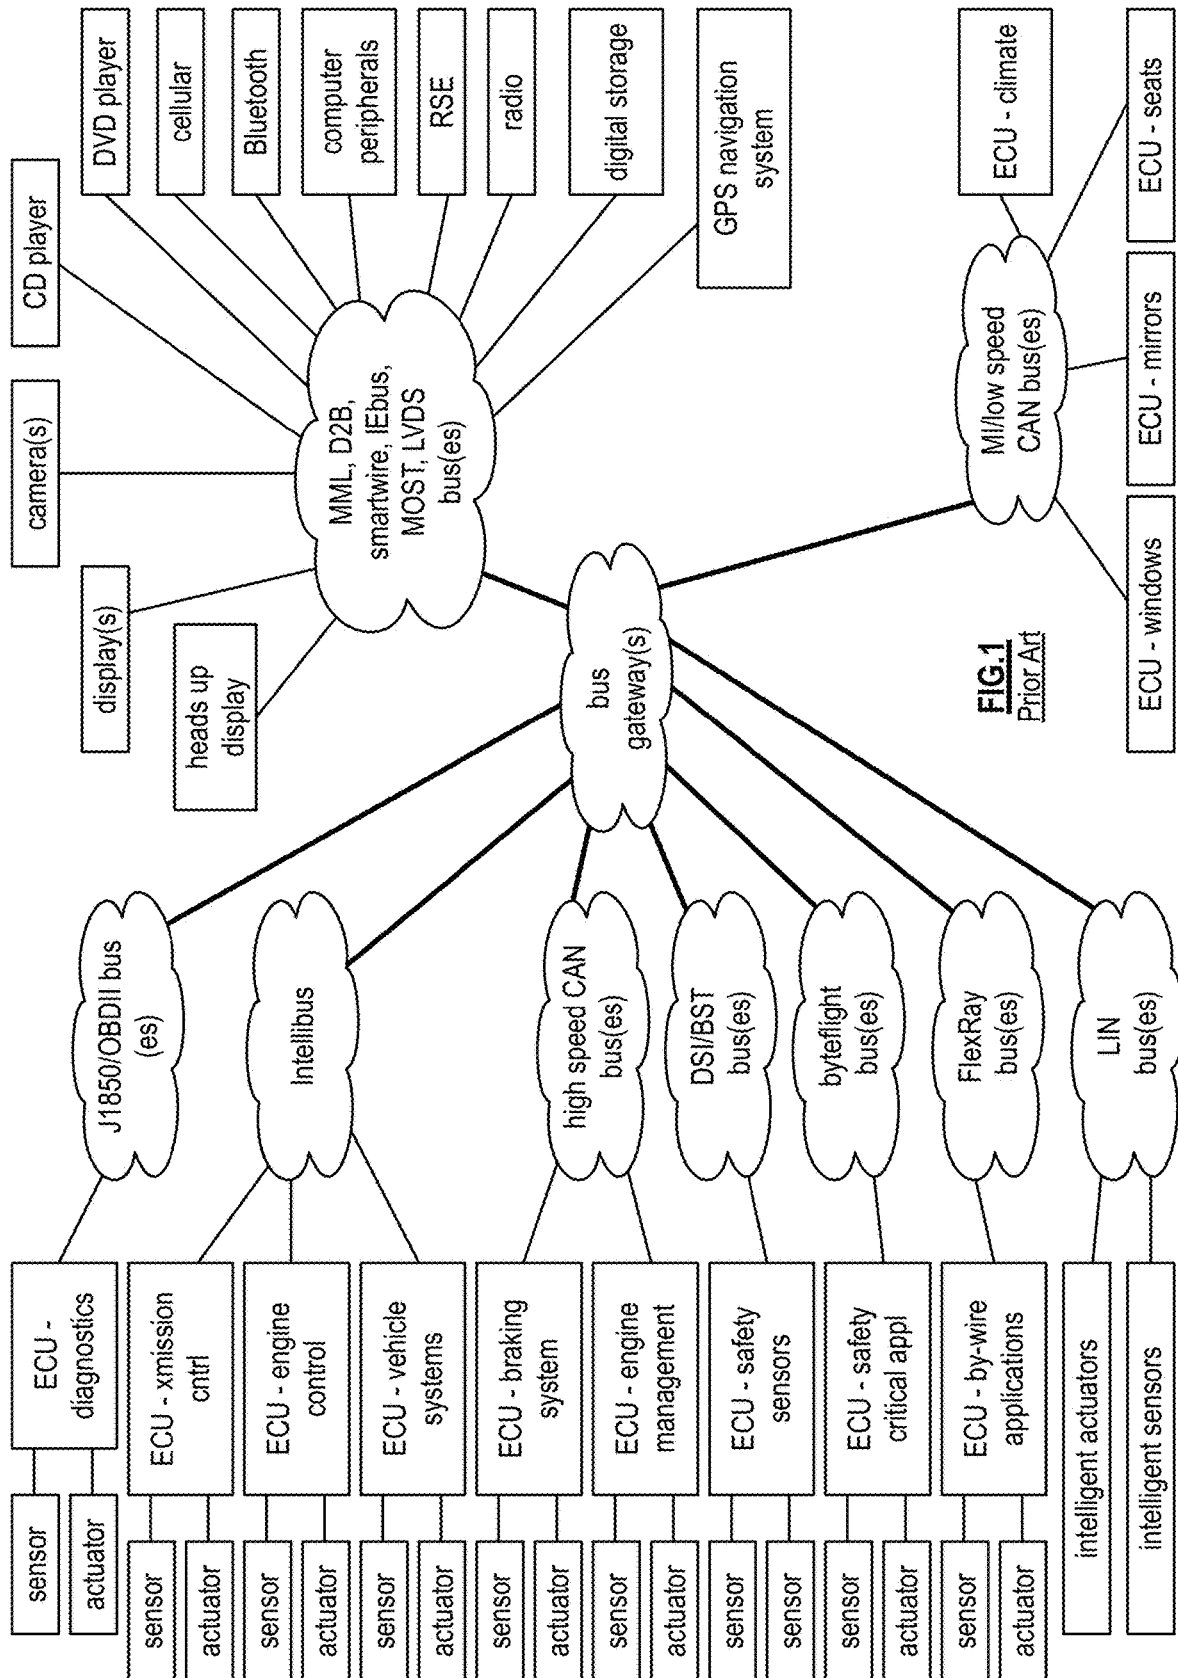 sensor
actuator
ECU -
diagnostics
J1850/OBDII bus
(es)
sensor
actuator
ECU - xmission
cntrl
sensor
actuator
ECU - engine
control
Intellibus
sensor
actuator
ECU - vehicle
systems
sensor
actuator
ECU - braking
system
high speed CAN
bus(es)
sensor
actuator
ECU - engine
management
sensor
sensor
ECU - safety
sensors
DSI/BST
bus(es)
sensor
actuator
ECU - safety
critical appl
byteflight
bus(es)
sensor
actuator
ECU - by-wire
applications
FlexRay
bus(es)
intelligent actuators
intelligent sensors
LIN
bus(es)
bus
gateway(s)
heads up
display
display(s)
camera(s)
CD player
DVD player
cellular
Bluetooth
computer
peripherals
RSE
radio
digital storage
GPS navigation
system
MML, D2B,
smartwire, IEbus,
MOST, LVDS
bus(es)
MI/low speed
CAN bus(es)
ECU - climate
ECU - windows
ECU - mirrors
ECU - seats
FIG.1
Prior Art